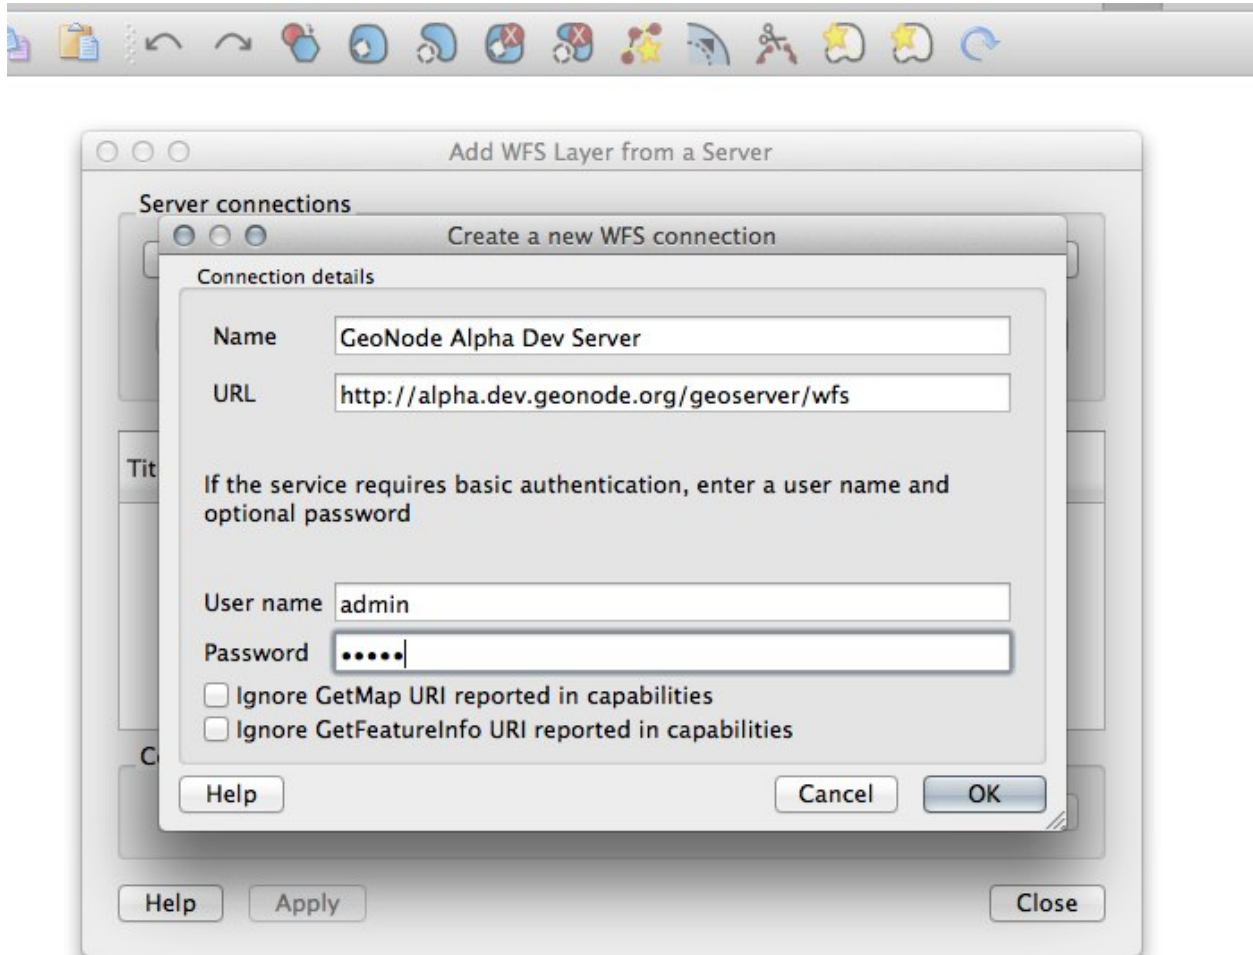 Add WFS Layer from a Server
Server connections
Create a new WFS connection
Connection details
Name GeoNode Alpha Dev Server
URL http://alpha.dev.geonode.org/geoserver/wfs
Tit
If the service requires basic authentication, enter a user name and
optional password
User name admin
Password •••••
Ignore GetMap URI reported in capabilities
Ignore GetFeatureInfo URI reported in capabilities
Help Cancel OK
Help Apply Close